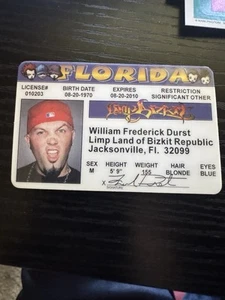 FLORIDA
LICENSE# BIRTH DATE EXPIRES RESTRICTION
010203 08-20-1970 08-20-2010 SIGNIFICANT OTHER
limpbizkit
William Frederick Durst
Limp Land of Bizkit Republic
Jacksonville, Fl. 32099
SEX HEIGHT WEIGHT HAIR EYES
M 5' 9" 155 BLONDE BLUE
x